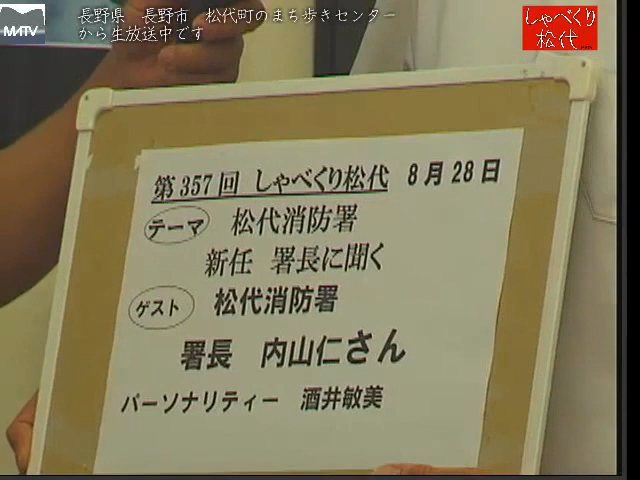 長野県　長野市　松代町のまち歩きセンター
から生放送中です
MATV
しゃべくり
松代
第357回 しゃべくり松代 8月28日
テーマ 松代消防署
新任 署長に聞く
ゲスト 松代消防署
署長 内山仁さん
パーソナリティー 酒井敏美